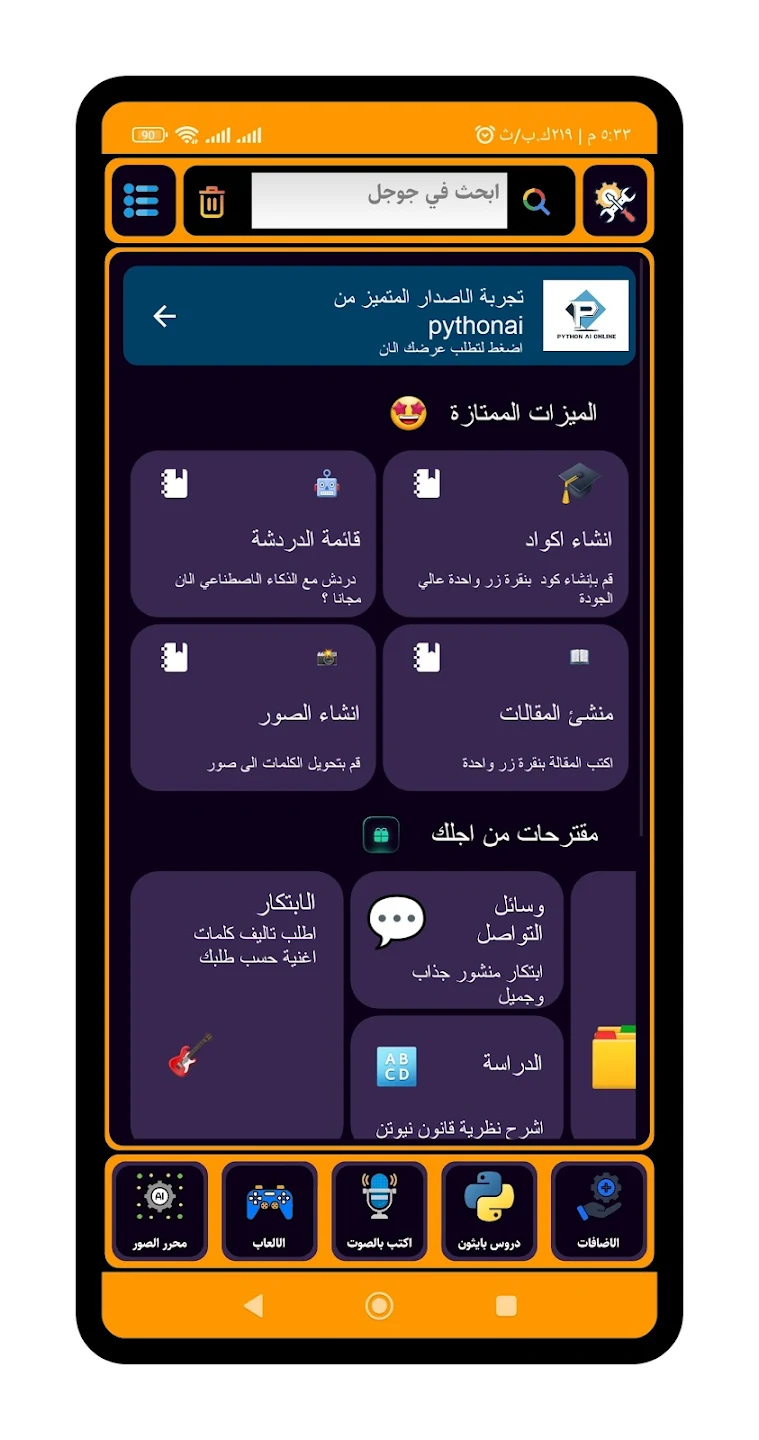 90
٥:٣٣ م | ٢١٩ك.ب/ث
ابحث في جوجل
تجربة الاصدار المتميز من
pythonai
اضغط لتطلب عرضك الان
PYTHON AI ONLINE
الميزات الممتازة
انشاء اكواد
قم بإنشاء كود بنقرة زر واحدة عالي
الجودة
قائمة الدردشة
دردش مع الذكاء الاصطناعي الان
مجانا ؟
منشئ المقالات
اكتب المقالة بنقرة زر واحدة
انشاء الصور
قم بتحويل الكلمات الى صور
مقترحات من اجلك
وسائل
التواصل
ابتكار منشور جذاب
وجميل
الابتكار
اطلب تاليف كلمات
اغنية حسب طلبك
الدراسة
AB
CD
اشرح نظرية قانون نيوتن
الاضافات
دروس بايثون
اكتب بالصوت
الالعاب
AI
محرر الصور